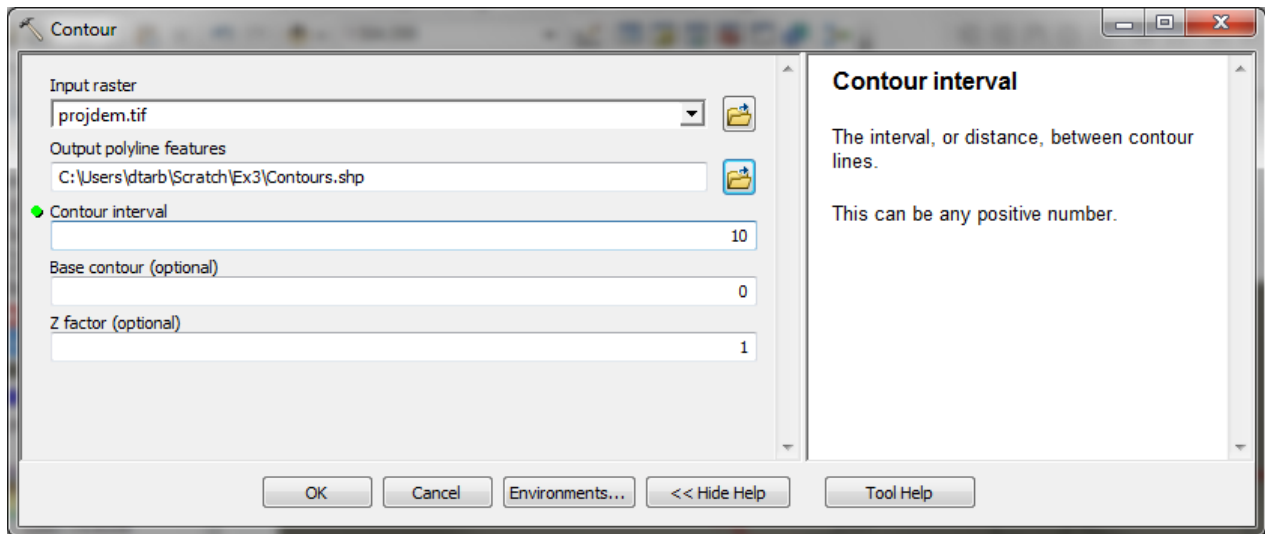 Contour
Input raster
projdem.tif
Output polyline features
C:\Users\dtarb\Scratch\Ex3\Contours.shp
Contour interval
10
Base contour (optional)
0
Z factor (optional)
1
Contour interval
The interval, or distance, between contour
lines.
This can be any positive number.
OK
Cancel
Environments...
<< Hide Help
Tool Help